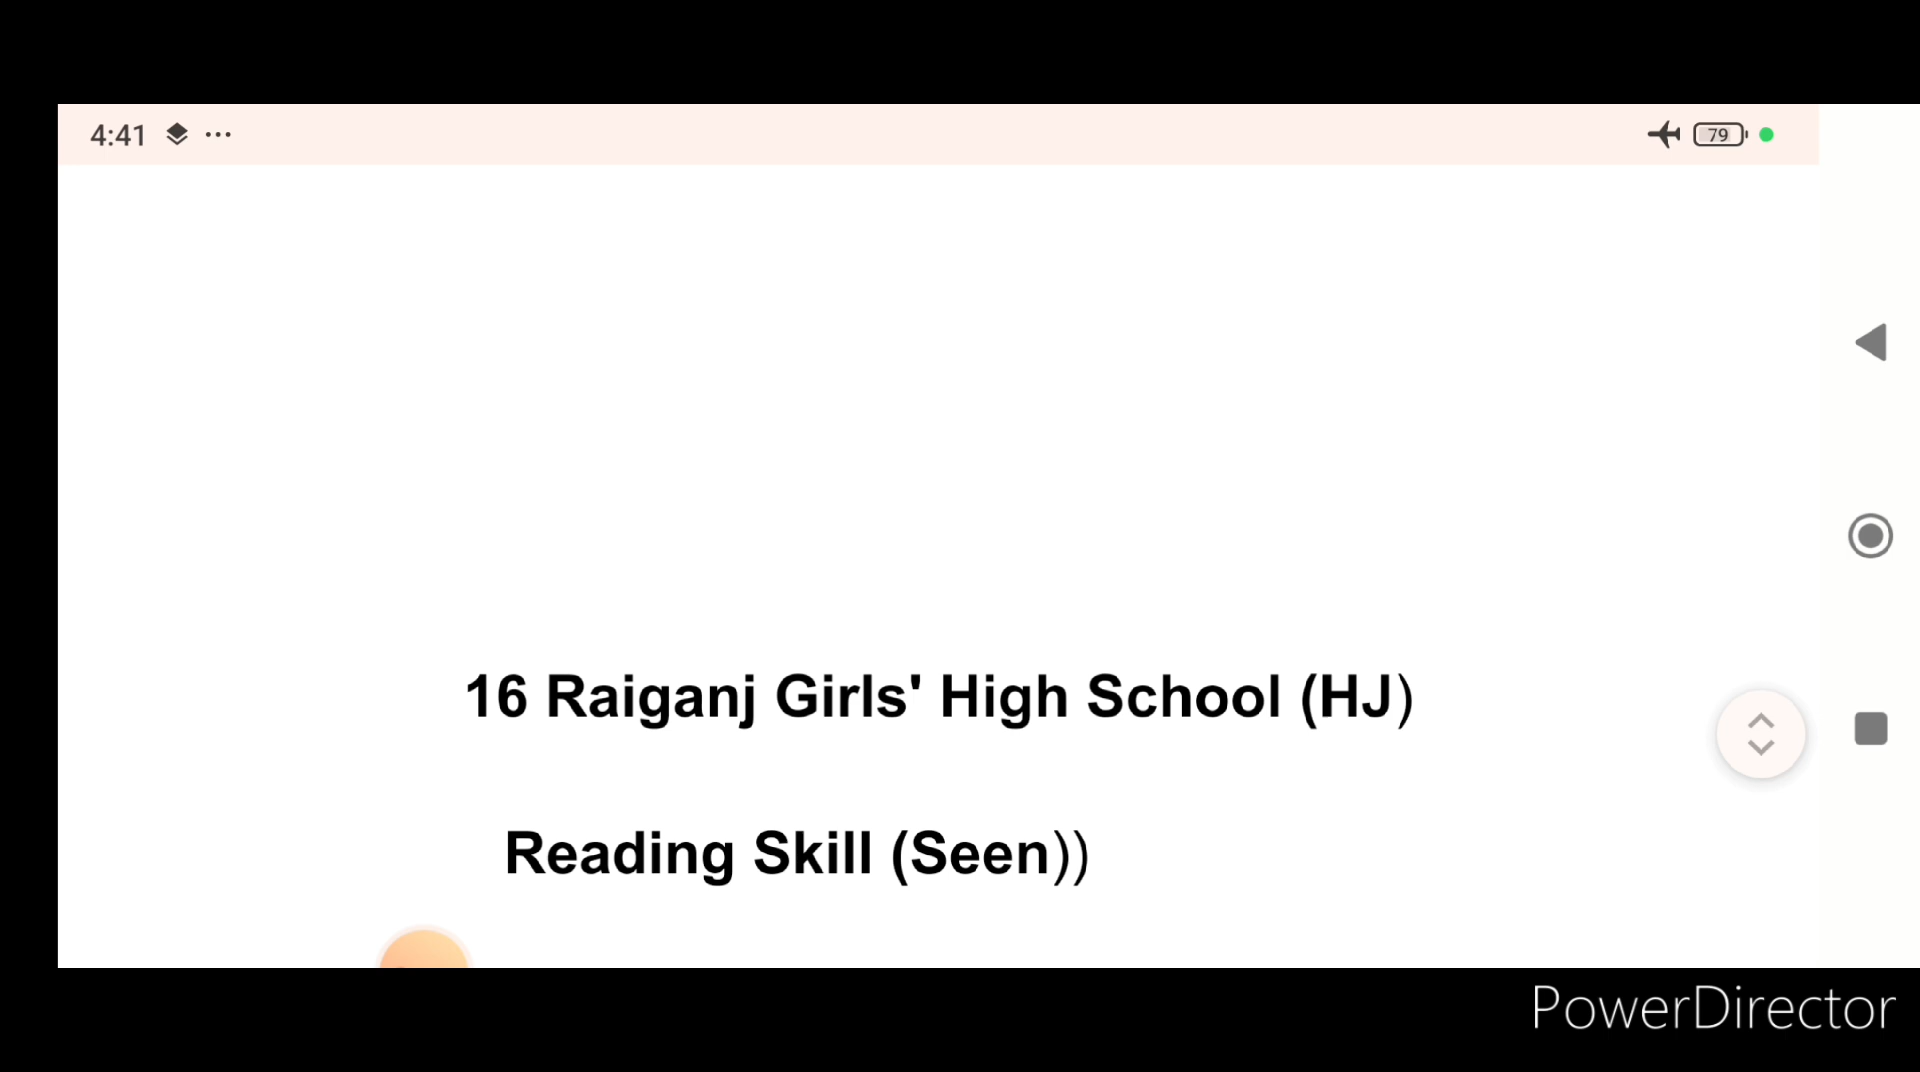 4:41 ...
79
16 Raiganj Girls' High School (HJ)
Reading Skill (Seen))
PowerDirector